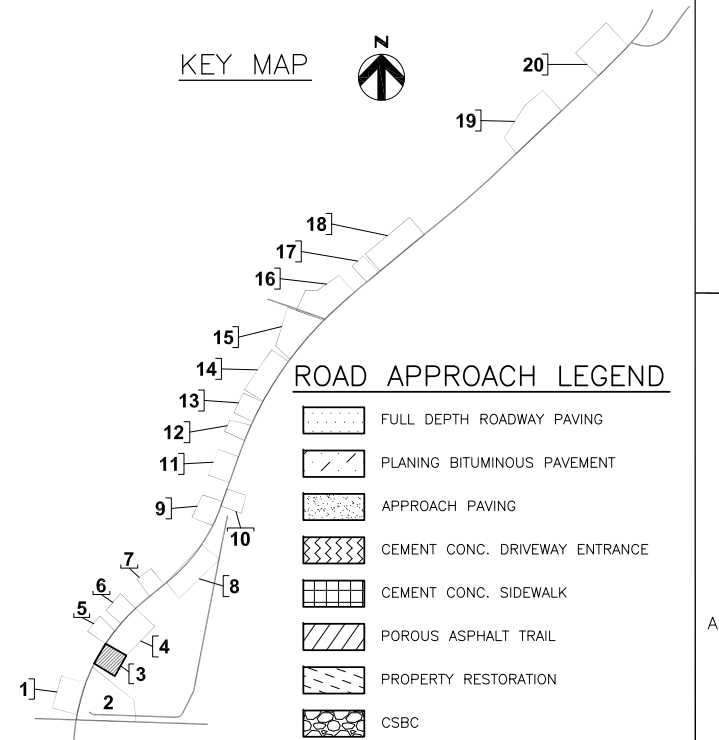 KEY MAP
N
20
19
18
17
16
15
14
13
12
11
9
10
7
8
6
5
4
3
1
2
ROAD APPROACH LEGEND
FULL DEPTH ROADWAY PAVING
PLANING BITUMINOUS PAVEMENT
APPROACH PAVING
CEMENT CONC. DRIVEWAY ENTRANCE
CEMENT CONC. SIDEWALK
POROUS ASPHALT TRAIL
PROPERTY RESTORATION
CSBC
A